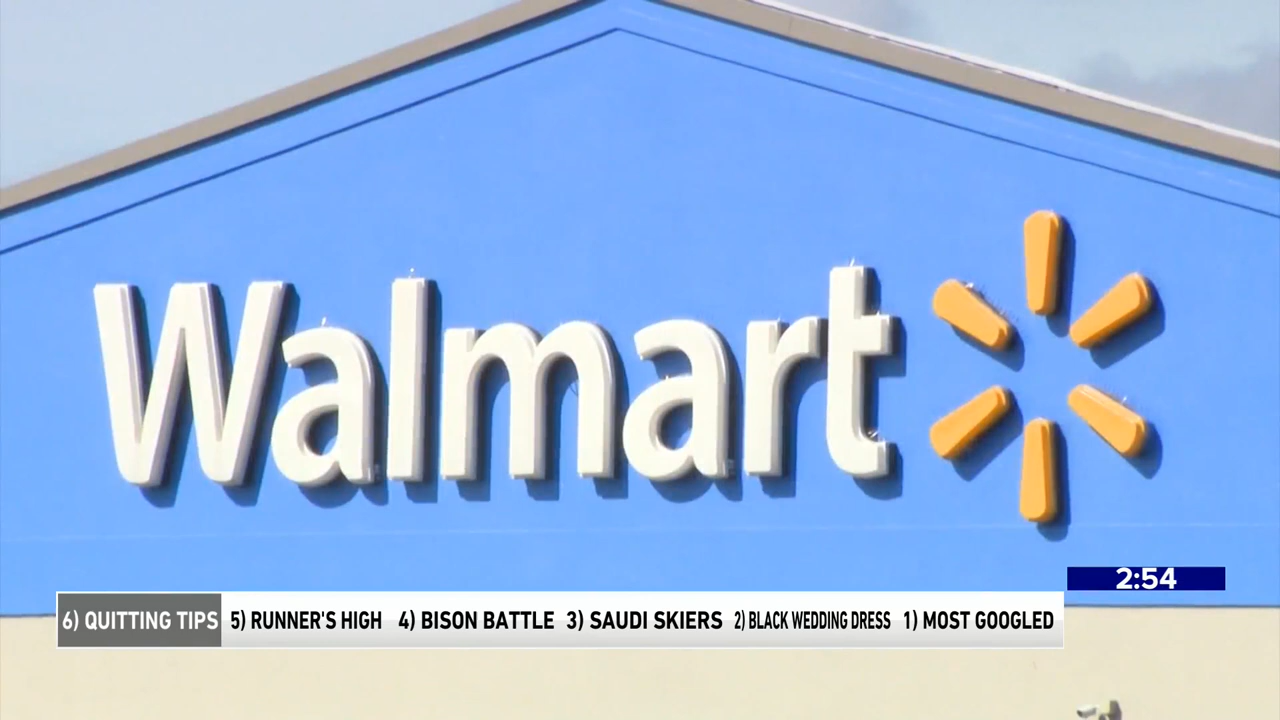 Walmart
2:54
6) QUITTING TIPS 5) RUNNER'S HIGH 4) BISON BATTLE 3) SAUDI SKIERS 2) BLACK WEDDING DRESS 1) MOST GOOGLED